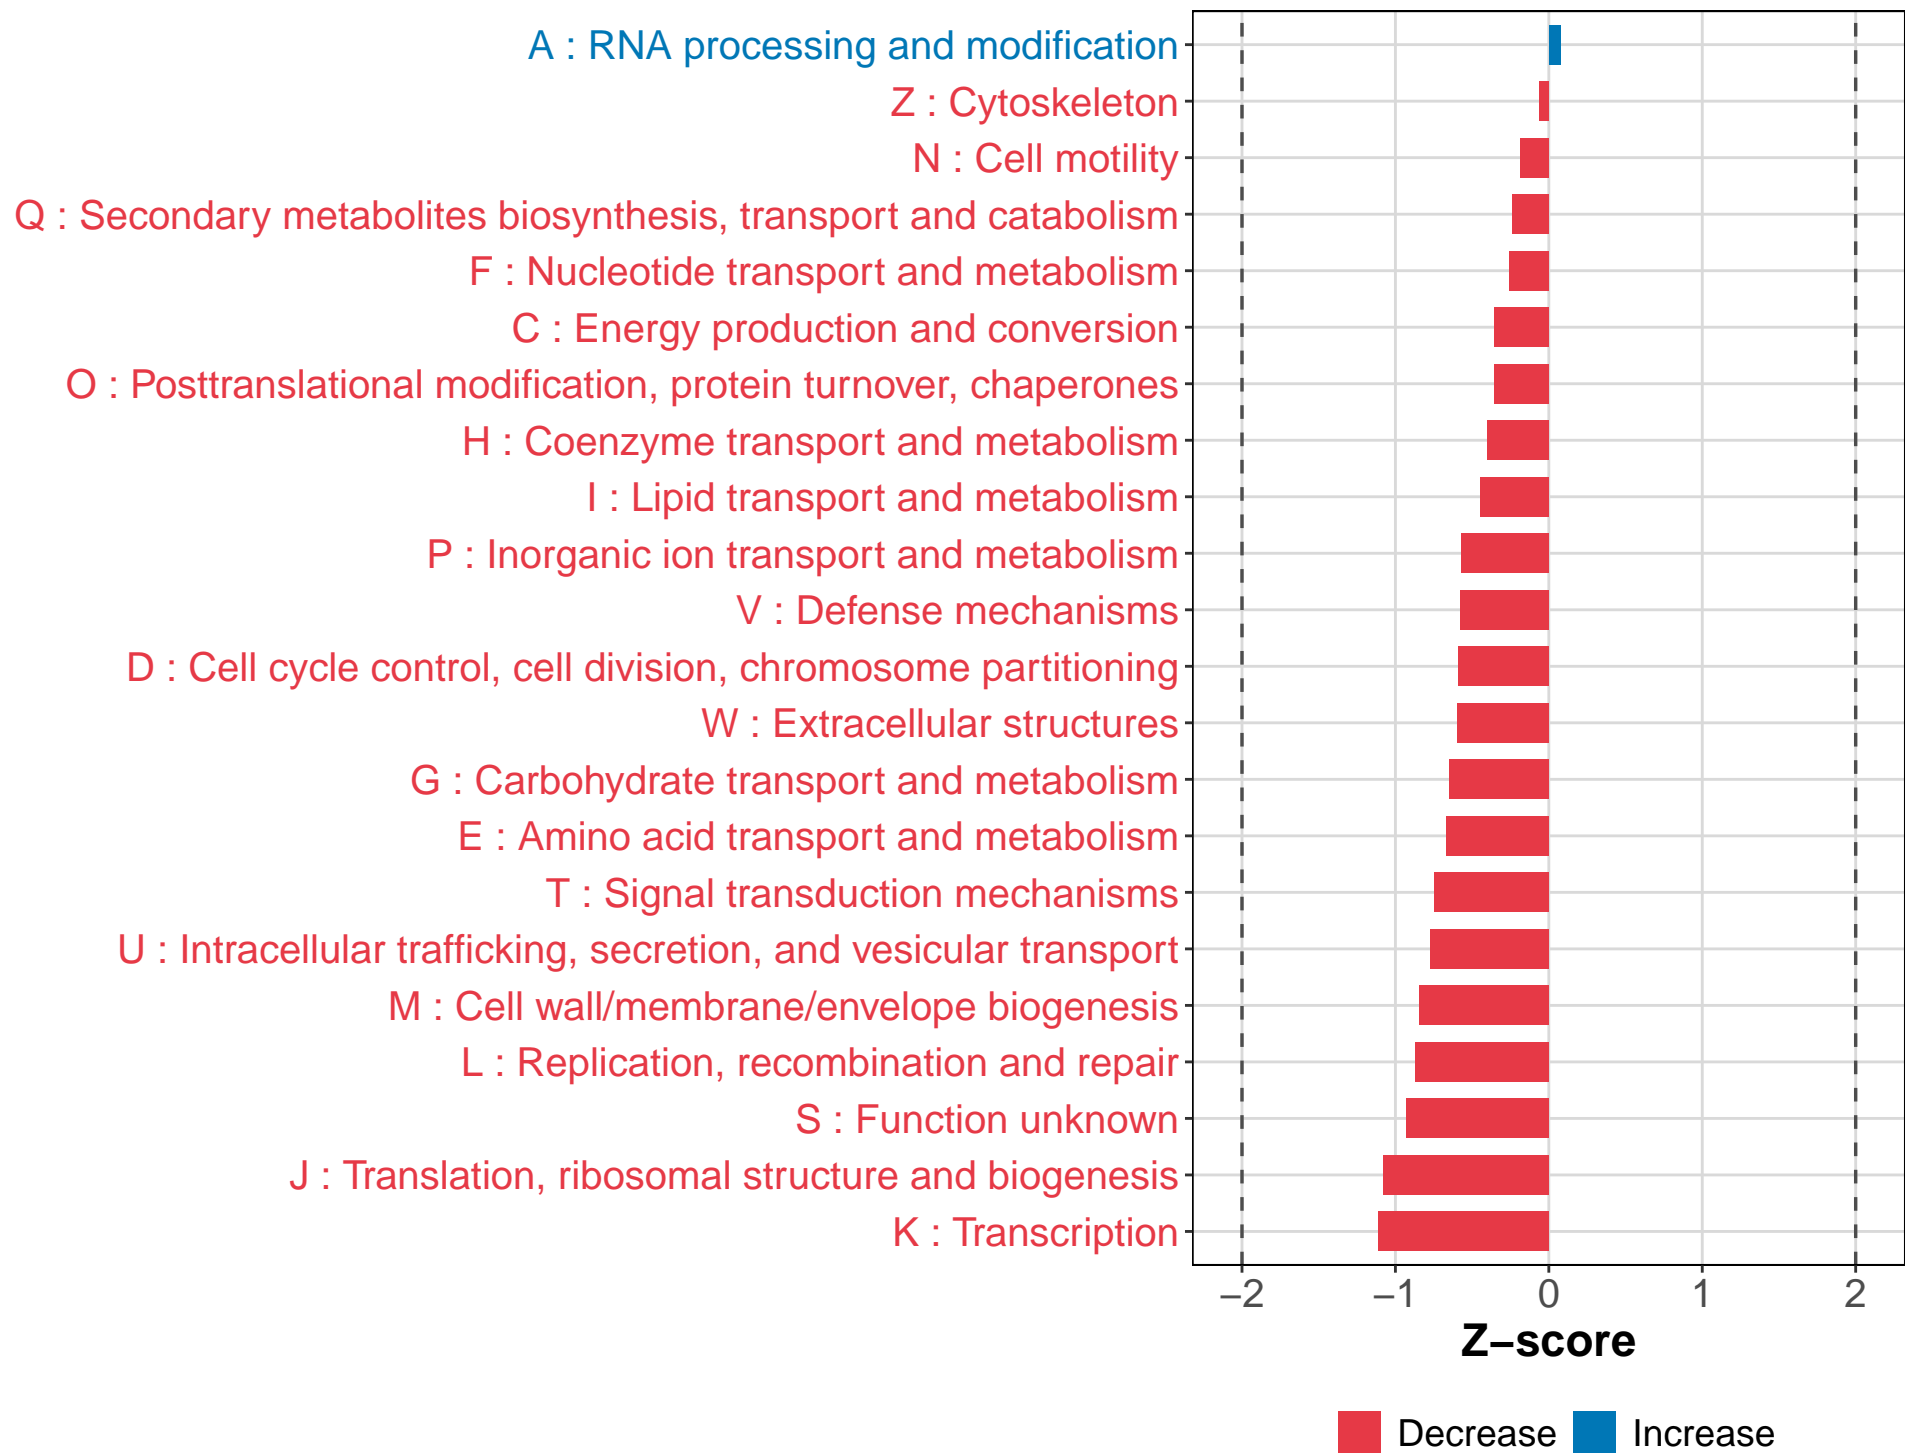 A : RNA processing and modification
Z : Cytoskeleton
N : Cell motility
Q : Secondary metabolites biosynthesis, transport and catabolism
F : Nucleotide transport and metabolism
C : Energy production and conversion
O : Posttranslational modification, protein turnover, chaperones
H : Coenzyme transport and metabolism
I : Lipid transport and metabolism
P : Inorganic ion transport and metabolism
V : Defense mechanisms
D : Cell cycle control, cell division, chromosome partitioning
W : Extracellular structures
G : Carbohydrate transport and metabolism
E : Amino acid transport and metabolism
T : Signal transduction mechanisms
U : Intracellular trafficking, secretion, and vesicular transport
M : Cell wall/membrane/envelope biogenesis
L : Replication, recombination and repair
S : Function unknown
J : Translation, ribosomal structure and biogenesis
K : Transcription
−2 −1 0 1 2
Z−score
Decrease Increase